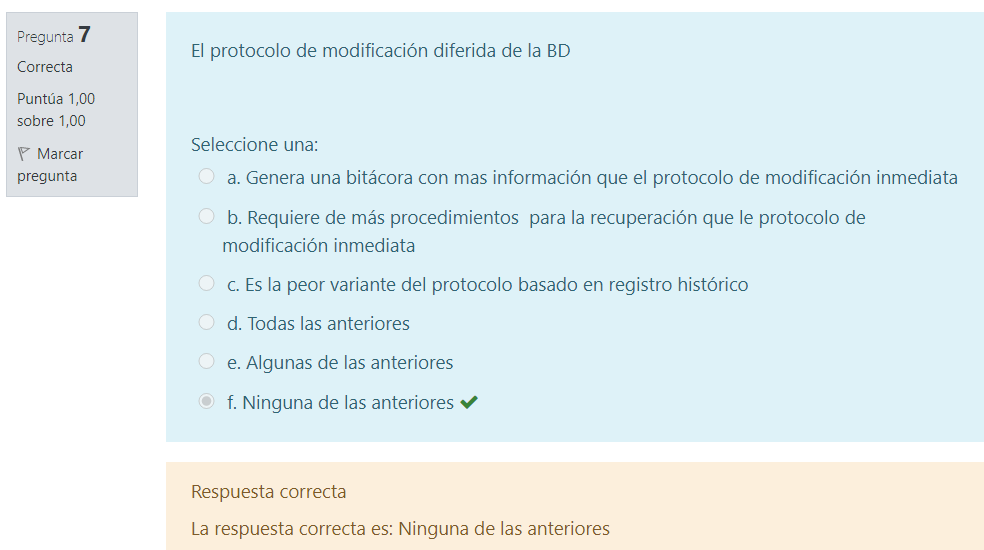 Pregunta 7
Correcta
Puntúa 1,00
sobre 1,00
Marcar
pregunta
El protocolo de modificación diferida de la BD
Seleccione una:
a. Genera una bitácora con mas información que el protocolo de modificación inmediata
b. Requiere de más procedimientos para la recuperación que le protocolo de
modificación inmediata
c. Es la peor variante del protocolo basado en registro histórico
d. Todas las anteriores
e. Algunas de las anteriores
f. Ninguna de las anteriores
Respuesta correcta
La respuesta correcta es: Ninguna de las anteriores